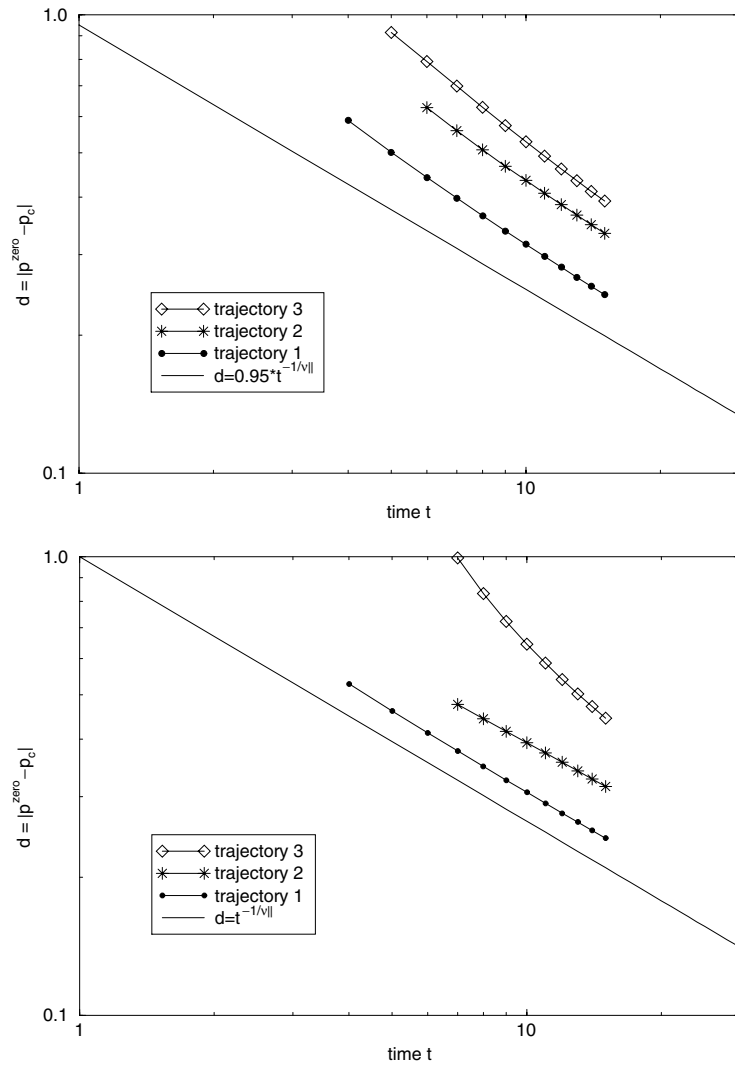 1.0
d = |p^zero −p_c|
0.1
trajectory 3
trajectory 2
trajectory 1
d=0.95*t^−1/ν||
1
10
time t
1.0
d = |p^zero −p_c|
0.1
trajectory 3
trajectory 2
trajectory 1
d=t^−1/ν||
1
10
time t